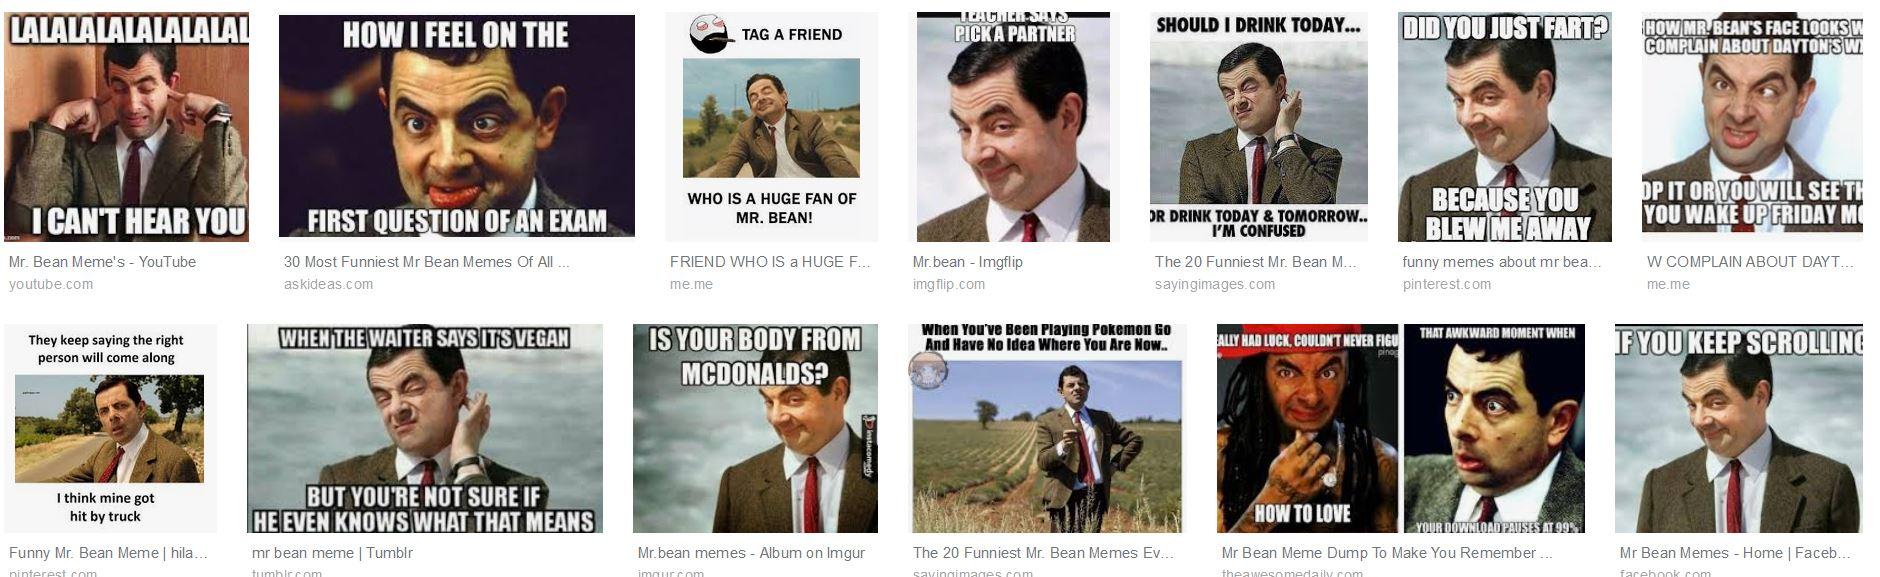 LALALALALALALAL
I CAN'T HEAR YOU
Mr. Bean Meme's - YouTube
youtube.com
HOW I FEEL ON THE
FIRST QUESTION OF AN EXAM
30 Most Funniest Mr Bean Memes Of All ...
askideas.com
TAG A FRIEND
WHO IS A HUGE FAN OF
MR. BEAN!
FRIEND WHO IS a HUGE F...
me.me
TEACHER SAYS
PICK A PARTNER
Mr.bean - Imgflip
imgflip.com
SHOULD I DRINK TODAY...
OR DRINK TODAY & TOMORROW..
I'M CONFUSED
The 20 Funniest Mr. Bean M...
sayingimages.com
DID YOU JUST FART?
BECAUSE YOU
BLEW ME AWAY
funny memes about mr bea...
pinterest.com
HOW MR. BEAN'S FACE LOOKS W
COMPLAIN ABOUT DAYTON'S WA
OP IT OR YOU WILL SEE TH
YOU WAKE UP FRIDAY MO
W COMPLAIN ABOUT DAYT...
me.me
They keep saying the right
person will come along
I think mine got
hit by truck
Funny Mr. Bean Meme | hila...
pinterest.com
WHEN THE WAITER SAYS IT'S VEGAN
BUT YOU'RE NOT SURE IF
HE EVEN KNOWS WHAT THAT MEANS
mr bean meme | Tumblr
tumblr.com
IS YOUR BODY FROM
MCDONALDS?
instacomedy
Mr.bean memes - Album on Imgur
imgur.com
When You've Been Playing Pokemon Go
And Have No Idea Where You Are Now..
The 20 Funniest Mr. Bean Memes Ev...
sayingimages.com
ALLY HAD LUCK, COULDN'T NEVER FIGU
HOW TO LOVE
THAT AWKWARD MOMENT WHEN
YOUR DOWNLOAD PAUSES AT 99%
Mr Bean Meme Dump To Make You Remember ...
theawesomedaily.com
IF YOU KEEP SCROLLING
Mr Bean Memes - Home | Faceb...
facebook.com